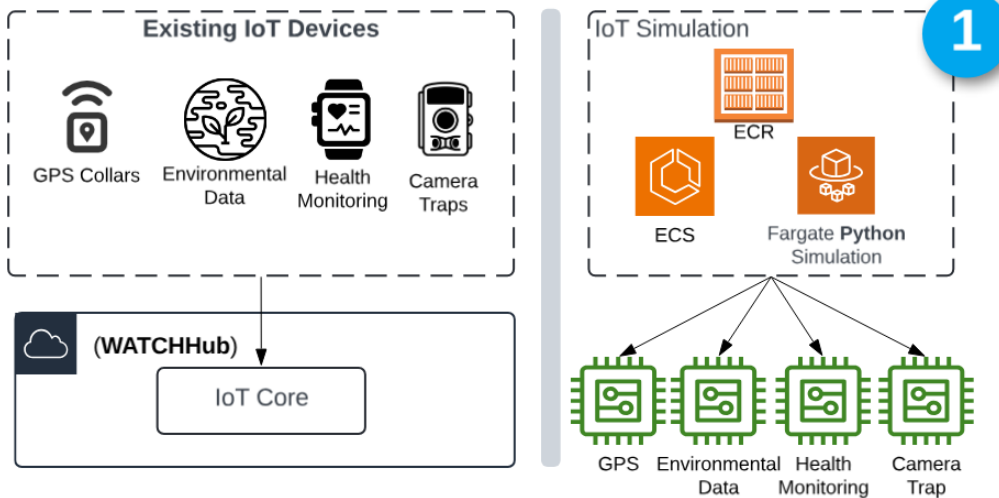 Existing IoT Devices
GPS Collars
Environmental
Data
Health
Monitoring
Camera
Traps
(WATCHHub)
IoT Core
IoT Simulation
1
ECR
ECS
Fargate Python
Simulation
GPS
Environmental
Data
Health
Monitoring
Camera
Trap